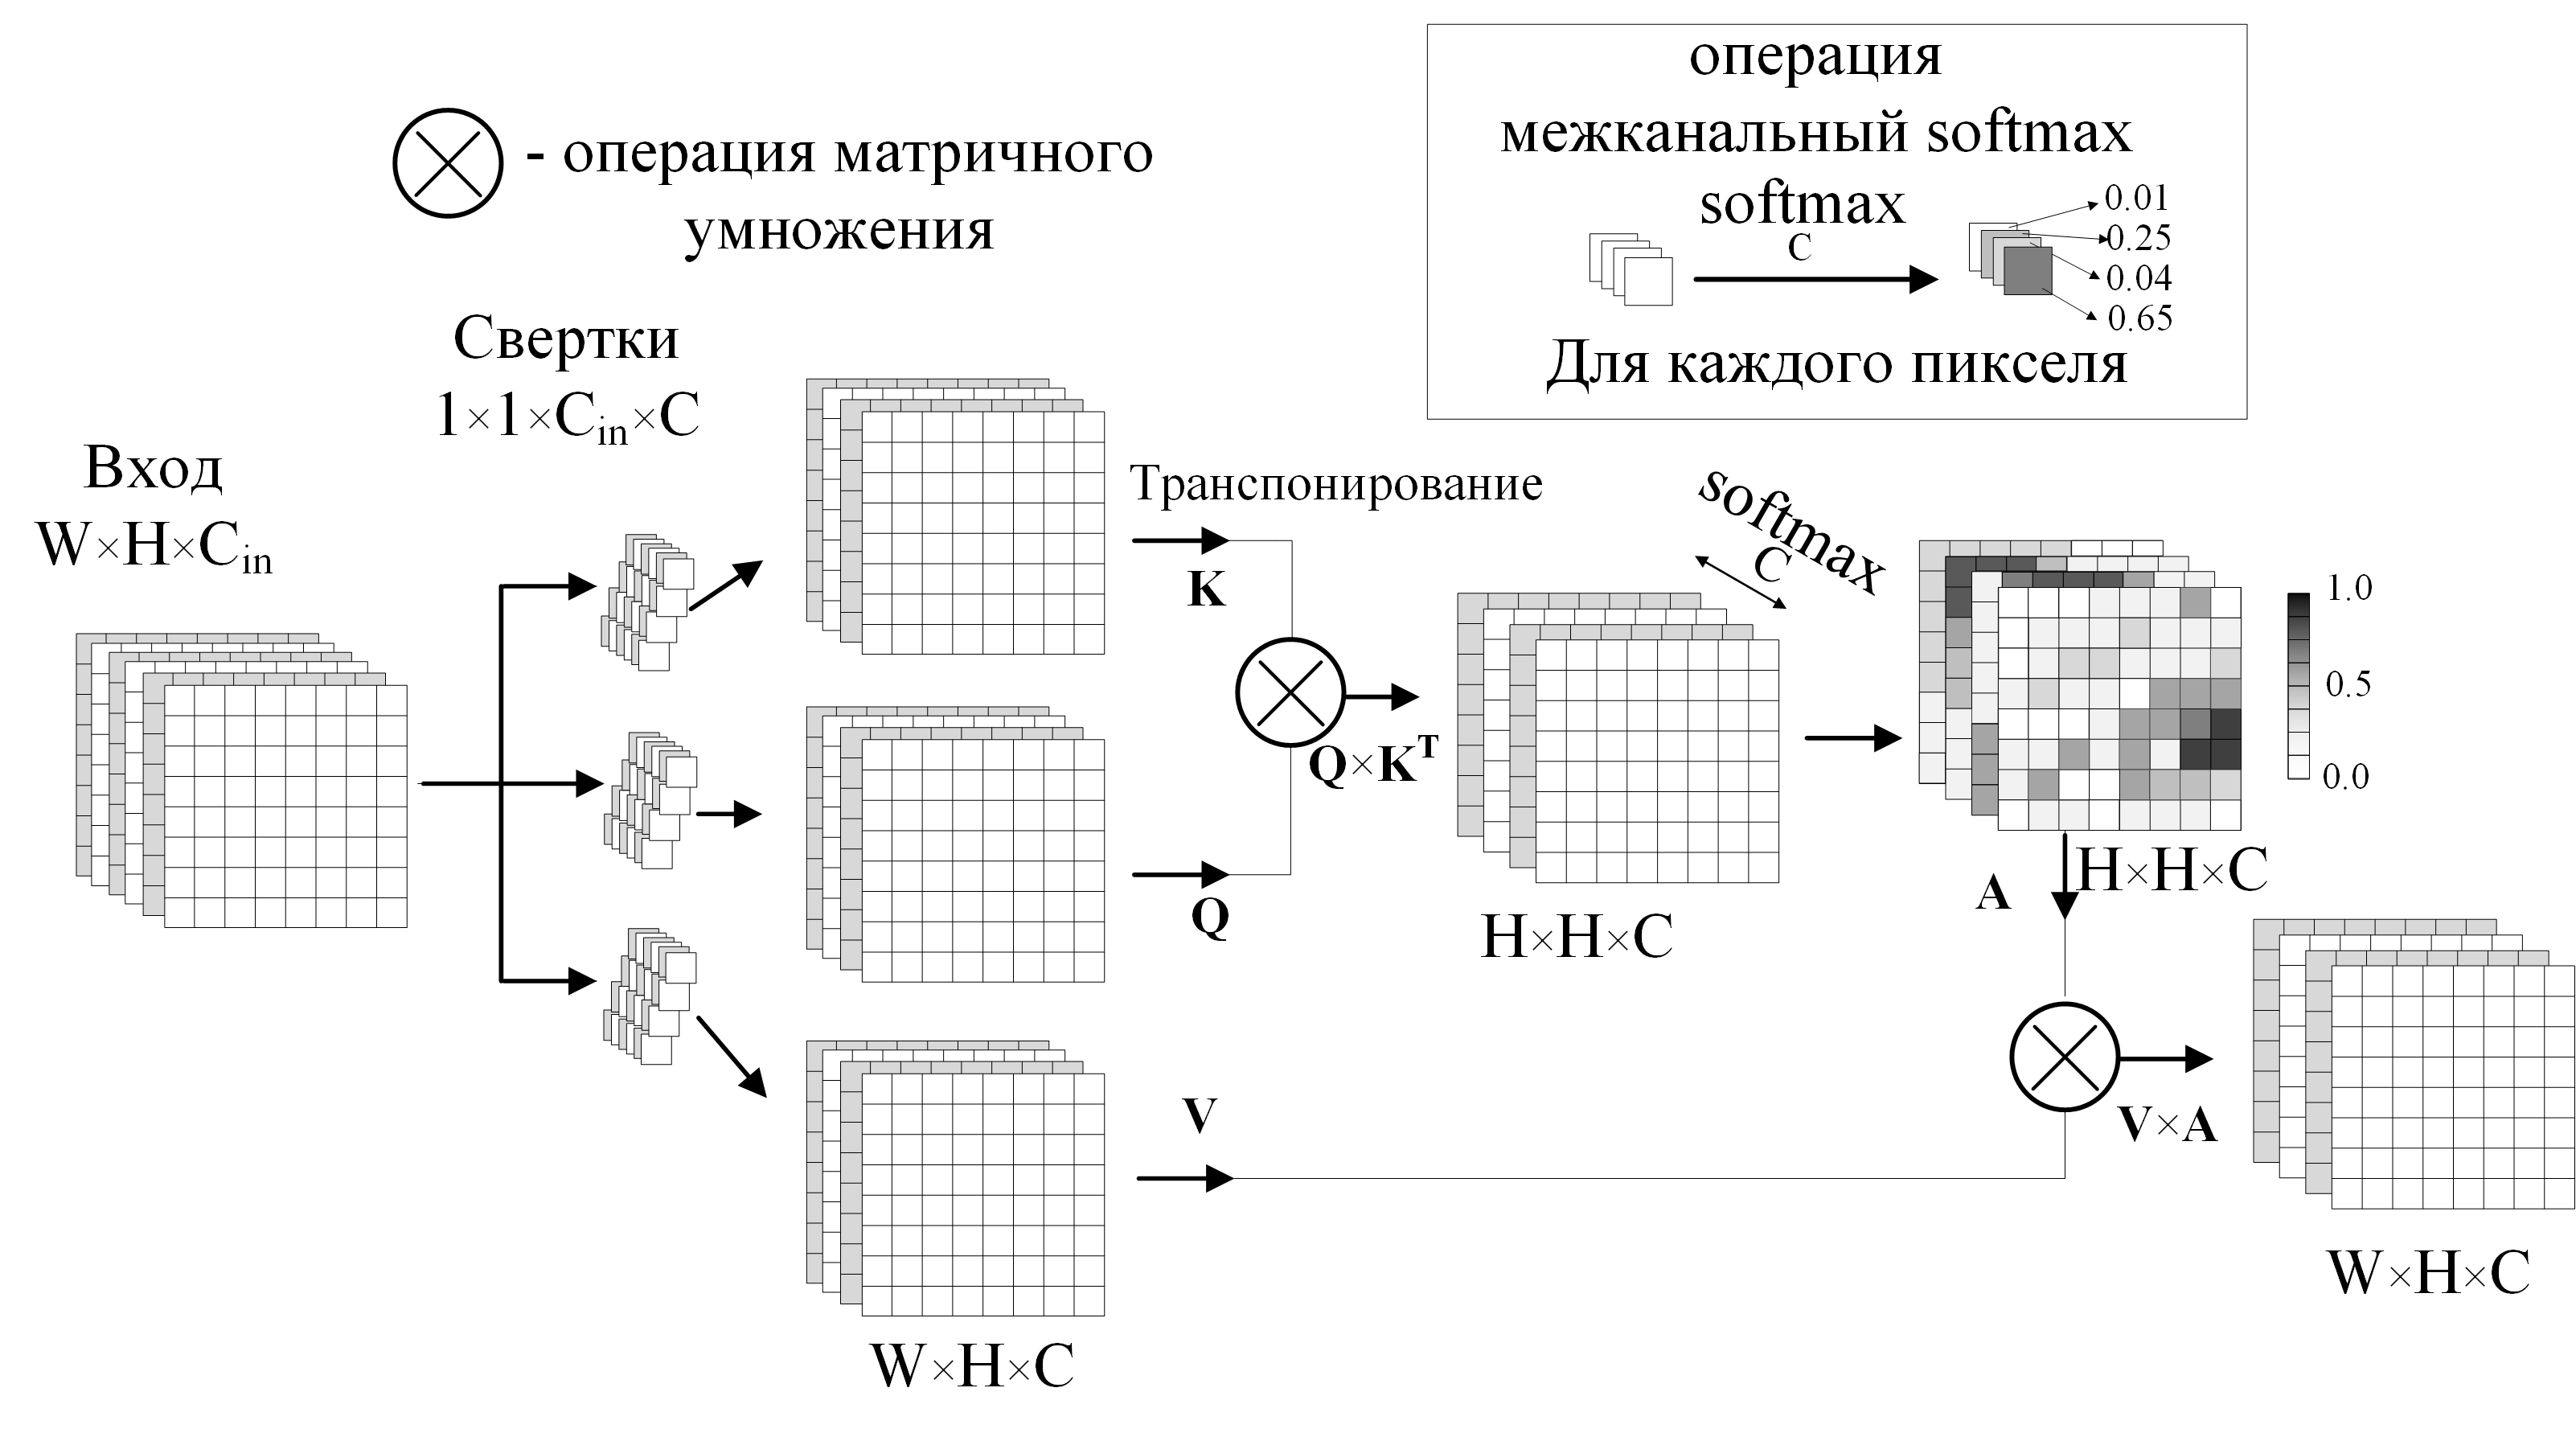 - операция матричного
умножения
операция
межканальный softmax
softmax
C
0.01
0.25
0.04
0.65
Для каждого пикселя
Вход
W×H×Cin
Свертки
1×1×Cin×C
Транспонирование
K
Q
V
W×H×C
Q×K^T
H×H×C
softmax
C
1.0
0.5
0.0
H×H×C
A
V×A
W×H×C